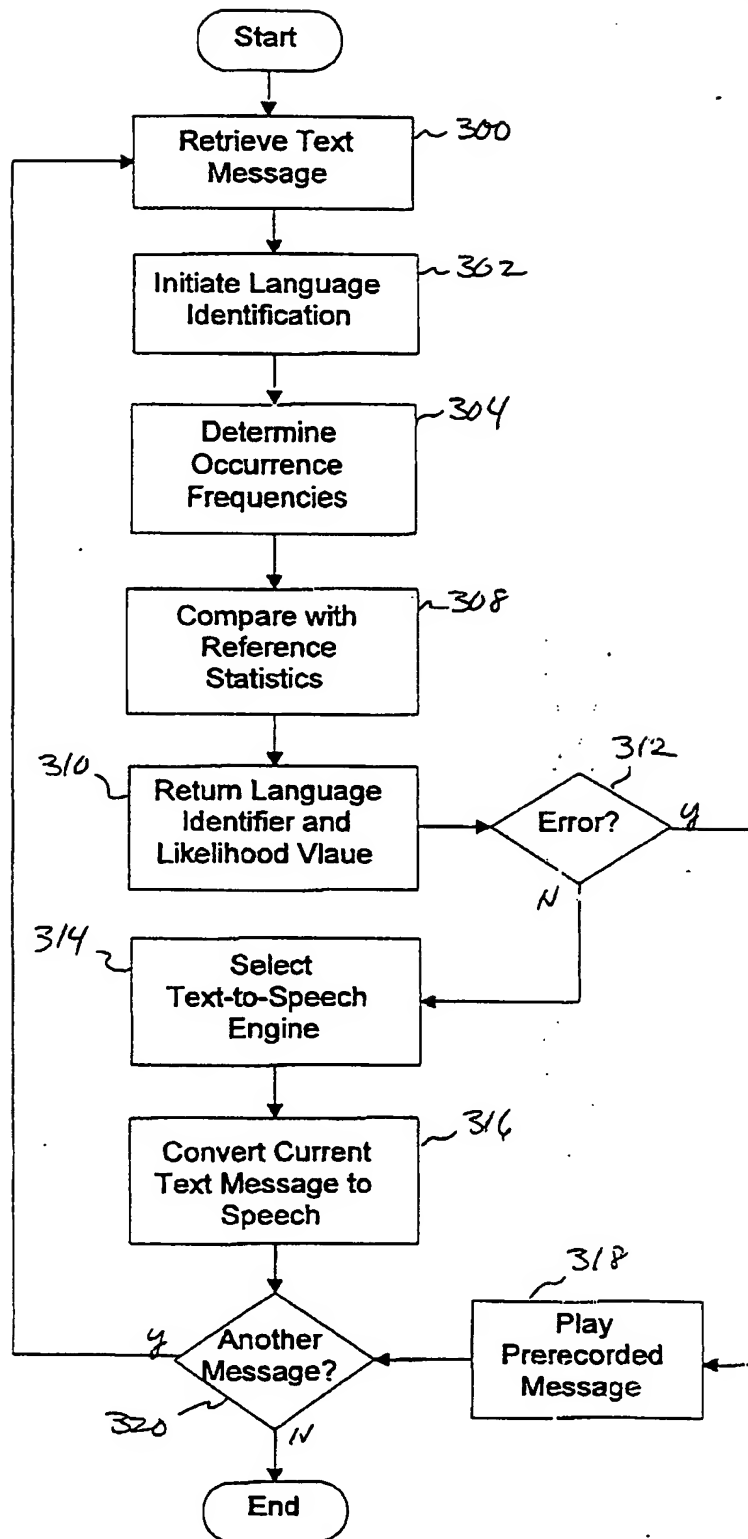 Start
Retrieve Text
Message
300
Initiate Language
Identification
302
Determine
Occurrence
Frequencies
304
Compare with
Reference
Statistics
308
310
Return Language
Identifier and
Likelihood Vlaue
312
Error?
y
N
314
Select
Text-to-Speech
Engine
Convert Current
Text Message to
Speech
316
318
Play
Prerecorded
Message
y
Another
Message?
320
N
End